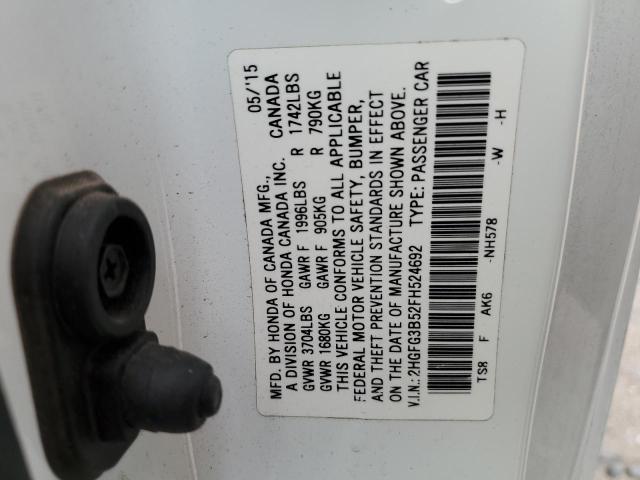 MFD. BY HONDA OF CANADA MFG., 05/'15
A DIVISION OF HONDA CANADA INC. CANADA
GVWR 3704LBS GAWR F 1996LBS R 1742LBS
GVWR 1680KG GAWR F 905KG R 790KG
THIS VEHICLE CONFORMS TO ALL APPLICABLE
FEDERAL MOTOR VEHICLE SAFETY, BUMPER,
AND THEFT PREVENTION STANDARDS IN EFFECT
ON THE DATE OF MANUFACTURE SHOWN ABOVE.
V.I.N.: 2HGFG3B52FH524692 TYPE: PASSENGER CAR
TS8 F AK6 -NH578 -W -H